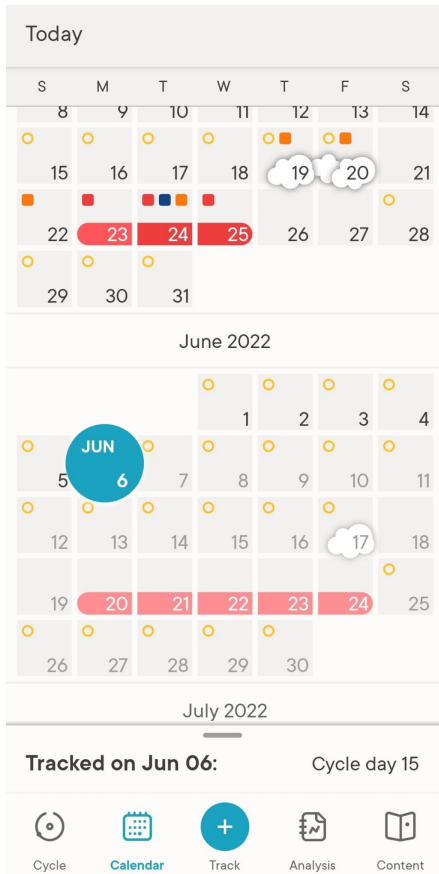 Today
S M T W T F S
8 9 10 11 12 13 14
15 16 17 18 19 20 21
22 23 24 25 26 27 28
29 30 31
June 2022
1 2 3 4
JUN
5 6 7 8 9 10 11
12 13 14 15 16 17 18
19 20 21 22 23 24 25
26 27 28 29 30
July 2022
Tracked on Jun 06: Cycle day 15
Cycle Calendar Track Analysis Content